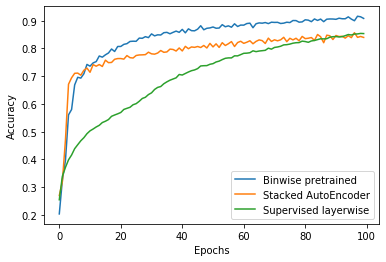 0.9
0.8
0.7
0.6
0.5
0.4
0.3
0.2
Accuracy
Binwise pretrained
Stacked AutoEncoder
Supervised layerwise
0 20 40 60 80 100
Epochs